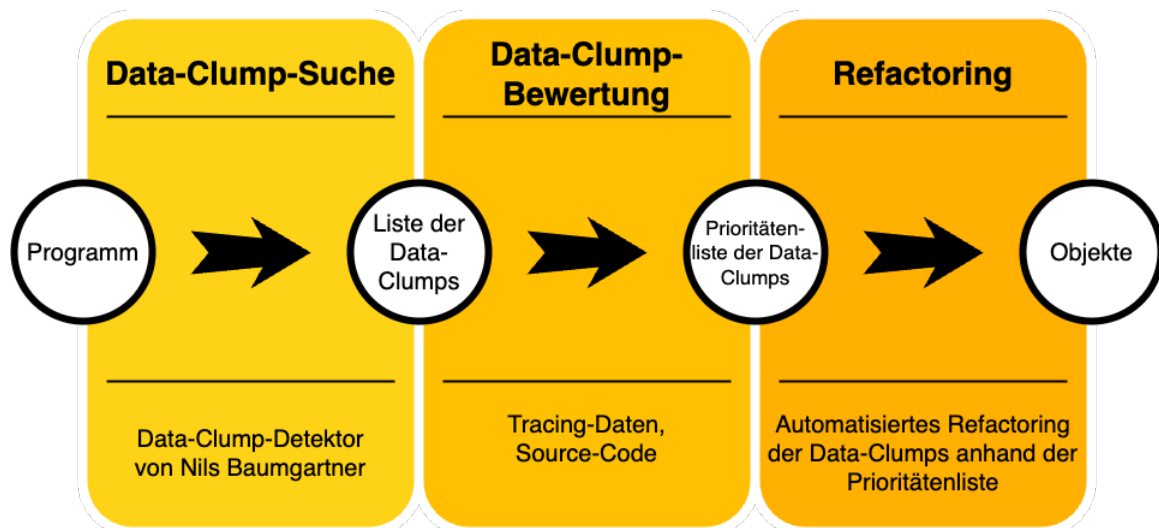 Data-Clump-Suche
Data-Clump-
Bewertung
Refactoring
Programm
Liste der
Data-
Clumps
Prioritäten-
liste der Data-
Clumps
Objekte
Data-Clump-Detektor
von Nils Baumgartner
Tracing-Daten,
Source-Code
Automatisiertes Refactoring
der Data-Clumps anhand der
Prioritätenliste